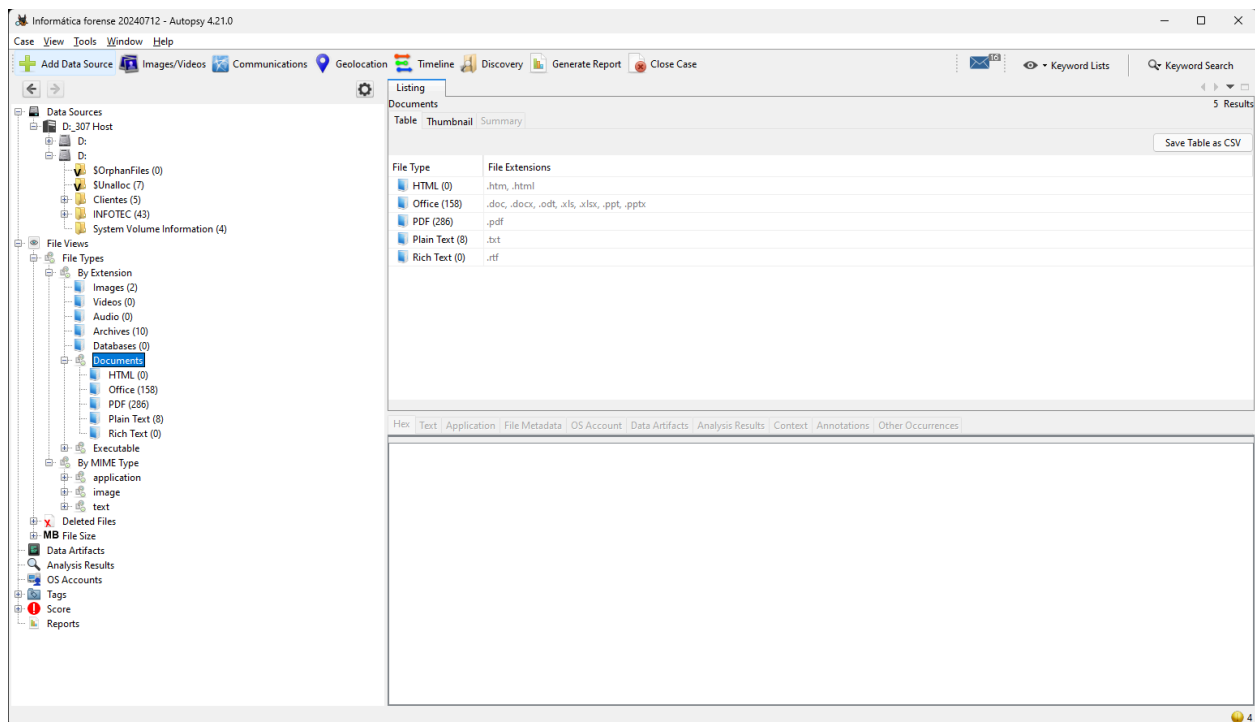 Informática forense 20240712 - Autopsy 4.21.0
Case View Tools Window Help
Add Data Source Images/Videos Communications Geolocation Timeline Discovery Generate Report Close Case Keyword Lists Keyword Search
Data Sources
D:_307 Host
D:
D:
$OrphanFiles (0)
$Unalloc (7)
Clientes (5)
INFOTEC (43)
System Volume Information (4)
File Views
File Types
By Extension
Images (2)
Videos (0)
Audio (0)
Archives (10)
Databases (0)
Documents
HTML (0)
Office (158)
PDF (286)
Plain Text (8)
Rich Text (0)
Executable
By MIME Type
application
image
text
Deleted Files
MB File Size
Data Artifacts
Analysis Results
OS Accounts
Tags
Score
Reports
Listing
Documents 5 Results
Table Thumbnail Summary
Save Table as CSV
File Type File Extensions
HTML (0) .htm, .html
Office (158) .doc, .docx, .odt, .xls, .xlsx, .ppt, .pptx
PDF (286) .pdf
Plain Text (8) .txt
Rich Text (0) .rtf
Hex Text Application File Metadata OS Account Data Artifacts Analysis Results Context Annotations Other Occurrences
4